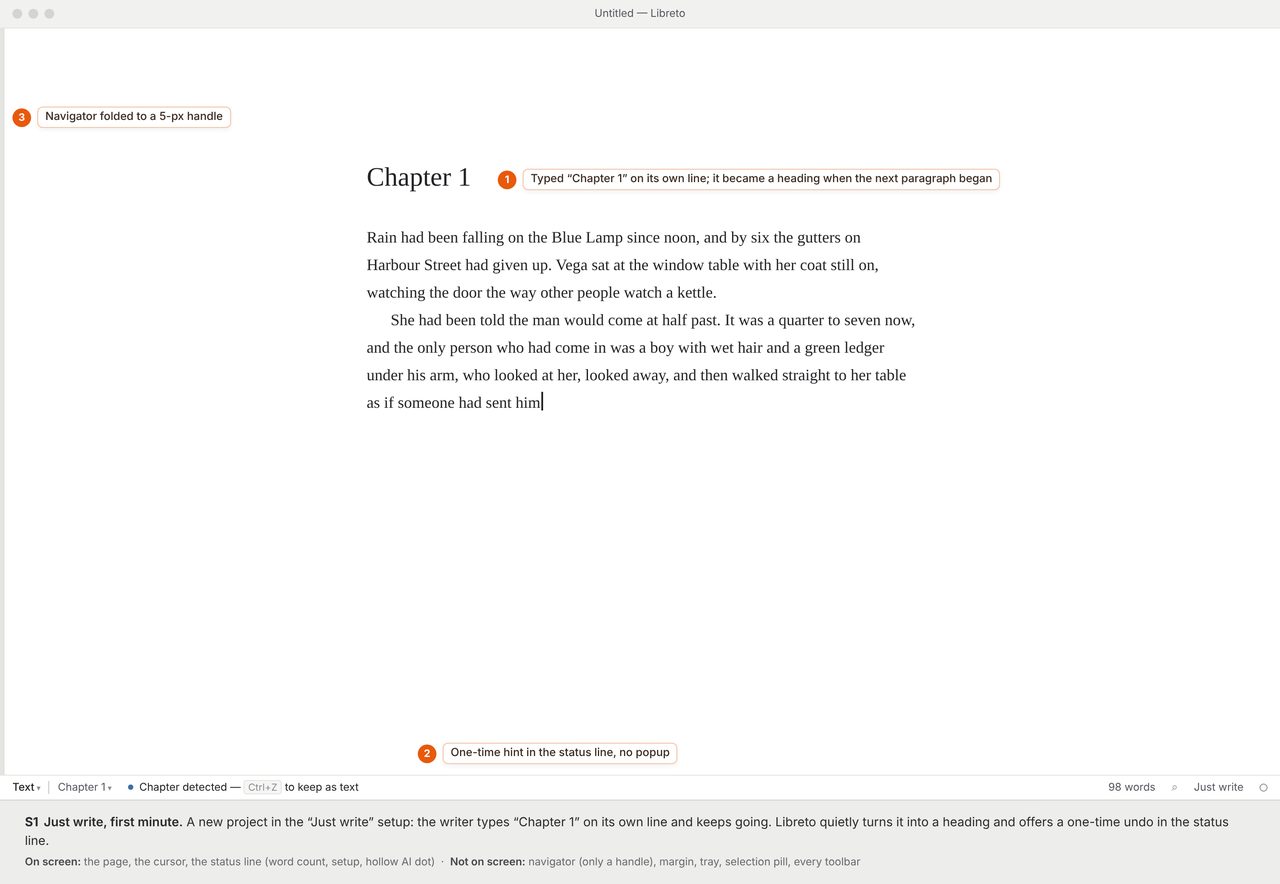 Untitled — Libreto
3 Navigator folded to a 5-px handle
Chapter 1
1 Typed “Chapter 1” on its own line; it became a heading when the next paragraph began
Rain had been falling on the Blue Lamp since noon, and by six the gutters on
Harbour Street had given up. Vega sat at the window table with her coat still on,
watching the door the way other people watch a kettle.
She had been told the man would come at half past. It was a quarter to seven now,
and the only person who had come in was a boy with wet hair and a green ledger
under his arm, who looked at her, looked away, and then walked straight to her table
as if someone had sent him
2 One-time hint in the status line, no popup
Text Chapter 1 Chapter detected — Ctrl+Z to keep as text 98 words Just write
S1 Just write, first minute. A new project in the “Just write” setup: the writer types “Chapter 1” on its own line and keeps going. Libreto quietly turns it into a heading and offers a one-time undo in the status
line.
On screen: the page, the cursor, the status line (word count, setup, hollow AI dot) · Not on screen: navigator (only a handle), margin, tray, selection pill, every toolbar